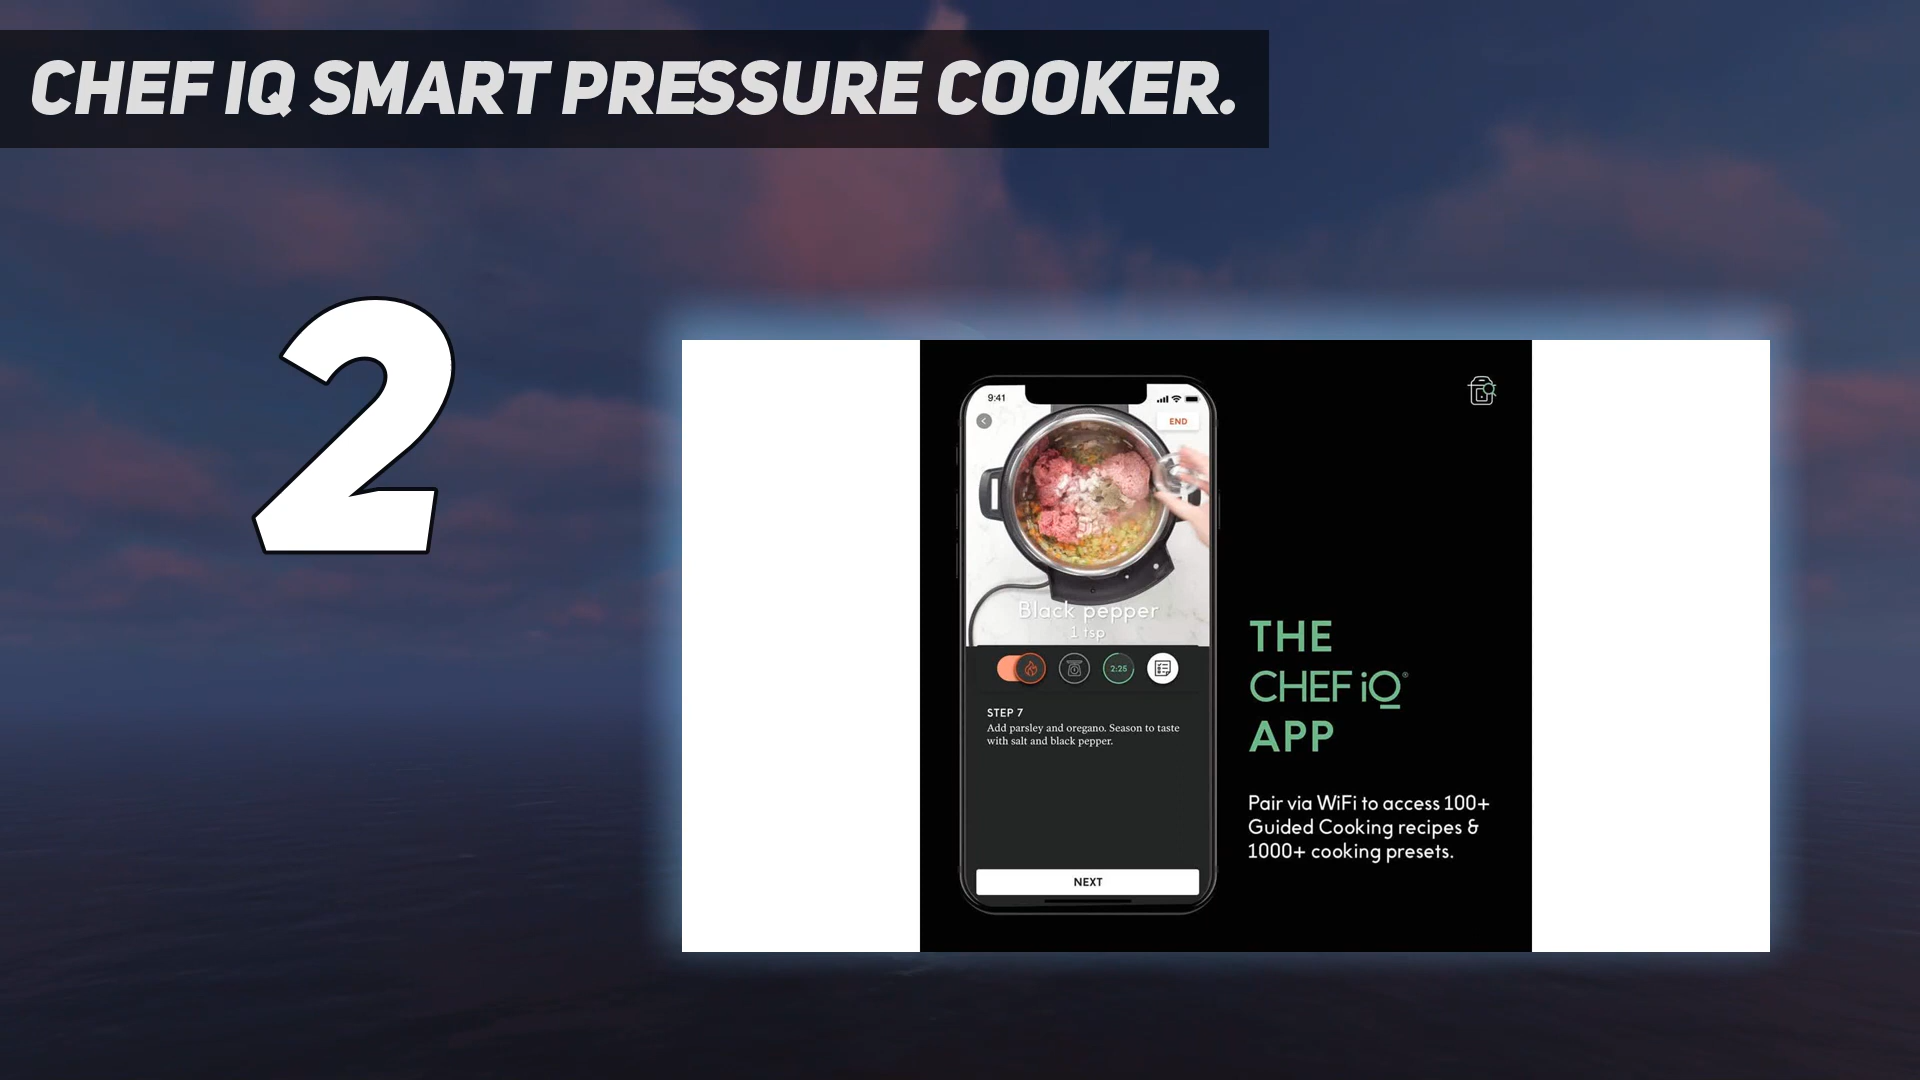 CHEF IQ SMART PRESSURE COOKER.
2
9:41
END
Black pepper
1 tsp
2:25
STEP 7
Add parsley and oregano. Season to taste
with salt and black pepper.
NEXT
THE
CHEF iQ®
APP
Pair via WiFi to access 100+
Guided Cooking recipes &
1000+ cooking presets.